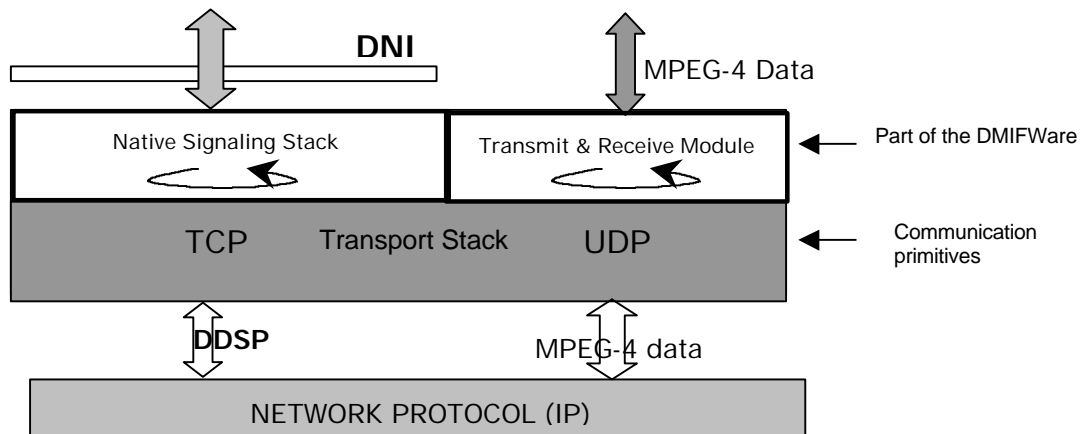 DNI
MPEG-4 Data
Native Signaling Stack
Transmit & Receive Module
Part of the DMIFWare
TCP
Transport Stack
UDP
Communication
primitives
DDSP
MPEG-4 data
NETWORK PROTOCOL (IP)